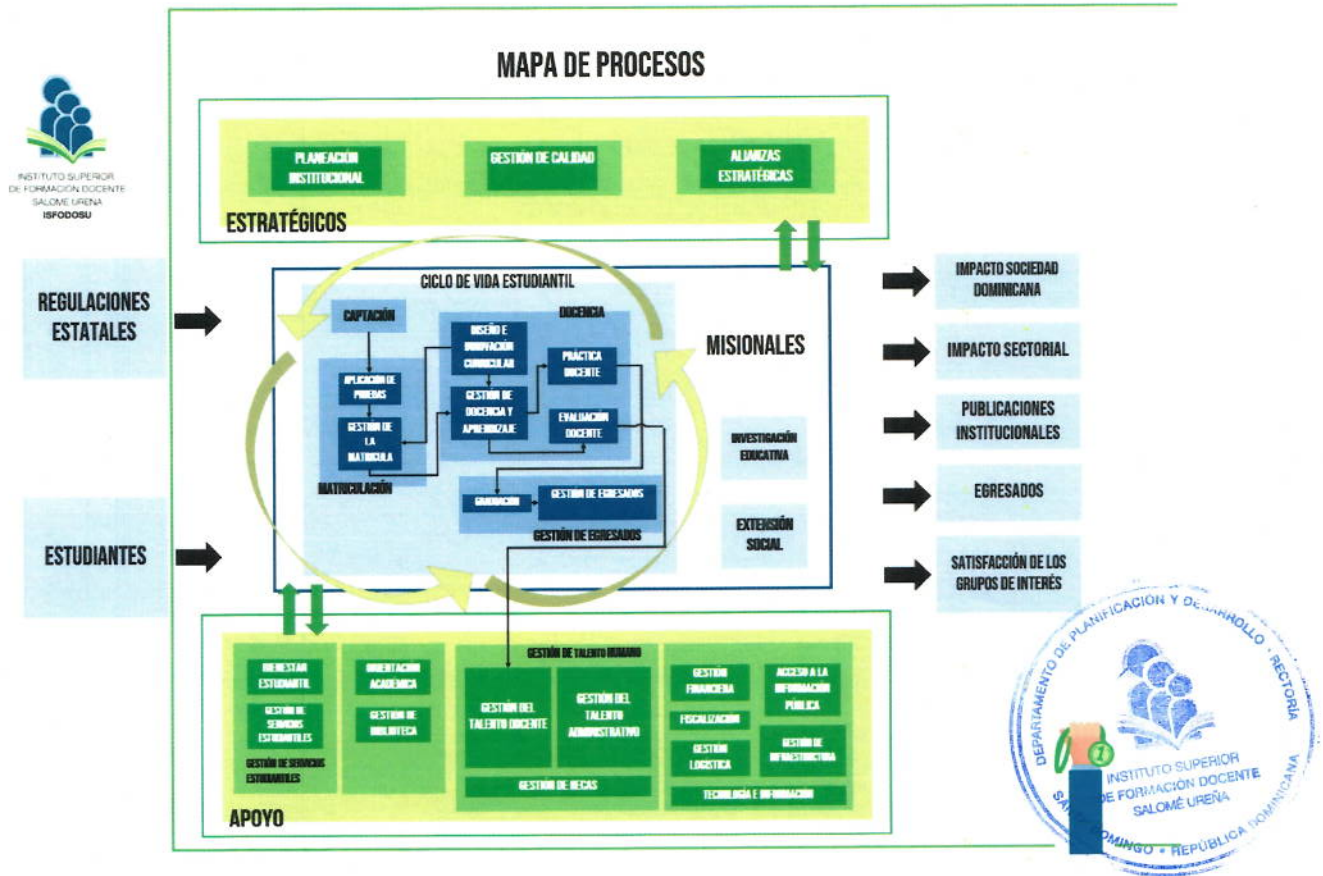 MAPA DE PROCESOS
INSTITUTO SUPERIOR
DE FORMACIÓN DOCENTE
SALOMÉ UREÑA
ISFODOSU
PLANEACIÓN
INSTITUCIONAL
GESTIÓN DE CALIDAD
ALIANZAS
ESTRATÉGICAS
ESTRATÉGICOS
REGULACIONES
ESTATALES
ESTUDIANTES
CICLO DE VIDA ESTUDIANTIL
CAPTACIÓN
APLICACIÓN DE
PRUEBAS
GESTIÓN DE
LA
MATRICULA
MATRICULACIÓN
DOCENCIA
DISEÑO E
INNOVACIÓN
CURRICULAR
GESTIÓN DE
DOCENCIA Y
APRENDIZAJE
PRÁCTICA
DOCENTE
EVALUACIÓN
DOCENTE
GRADUACIÓN
GESTIÓN DE EGRESADOS
GESTIÓN DE EGRESADOS
MISIONALES
INVESTIGACIÓN
EDUCATIVA
EXTENSIÓN
SOCIAL
IMPACTO SOCIEDAD
DOMINICANA
IMPACTO SECTORIAL
PUBLICACIONES
INSTITUCIONALES
EGRESADOS
SATISFACCIÓN DE LOS
GRUPOS DE INTERÉS
BIENESTAR
ESTUDIANTIL
GESTIÓN DE
SERVICIOS
ESTUDIANTILES
GESTIÓN DE SERVICIOS
ESTUDIANTILES
ORIENTACIÓN
ACADÉMICA
GESTIÓN DE
BIBLIOTECA
GESTIÓN DE TALENTO HUMANO
GESTIÓN DEL
TALENTO DOCENTE
GESTIÓN DEL
TALENTO
ADMINISTRATIVO
GESTIÓN DE BECAS
GESTIÓN
FINANCIERA
FISCALIZACIÓN
GESTIÓN
LOGISTICA
ACCESO A LA
INFORMACIÓN
PÚBLICA
GESTIÓN DE
INFRAESTRUCTURA
TECNOLOGÍA E INFORMACIÓN
APOYO
DEPARTAMENTO DE PLANIFICACIÓN Y DESARROLLO • RECTORÍA
INSTITUTO SUPERIOR
DE FORMACIÓN DOCENTE
SALOMÉ UREÑA
SANTO DOMINGO • REPÚBLICA DOMINICANA
1